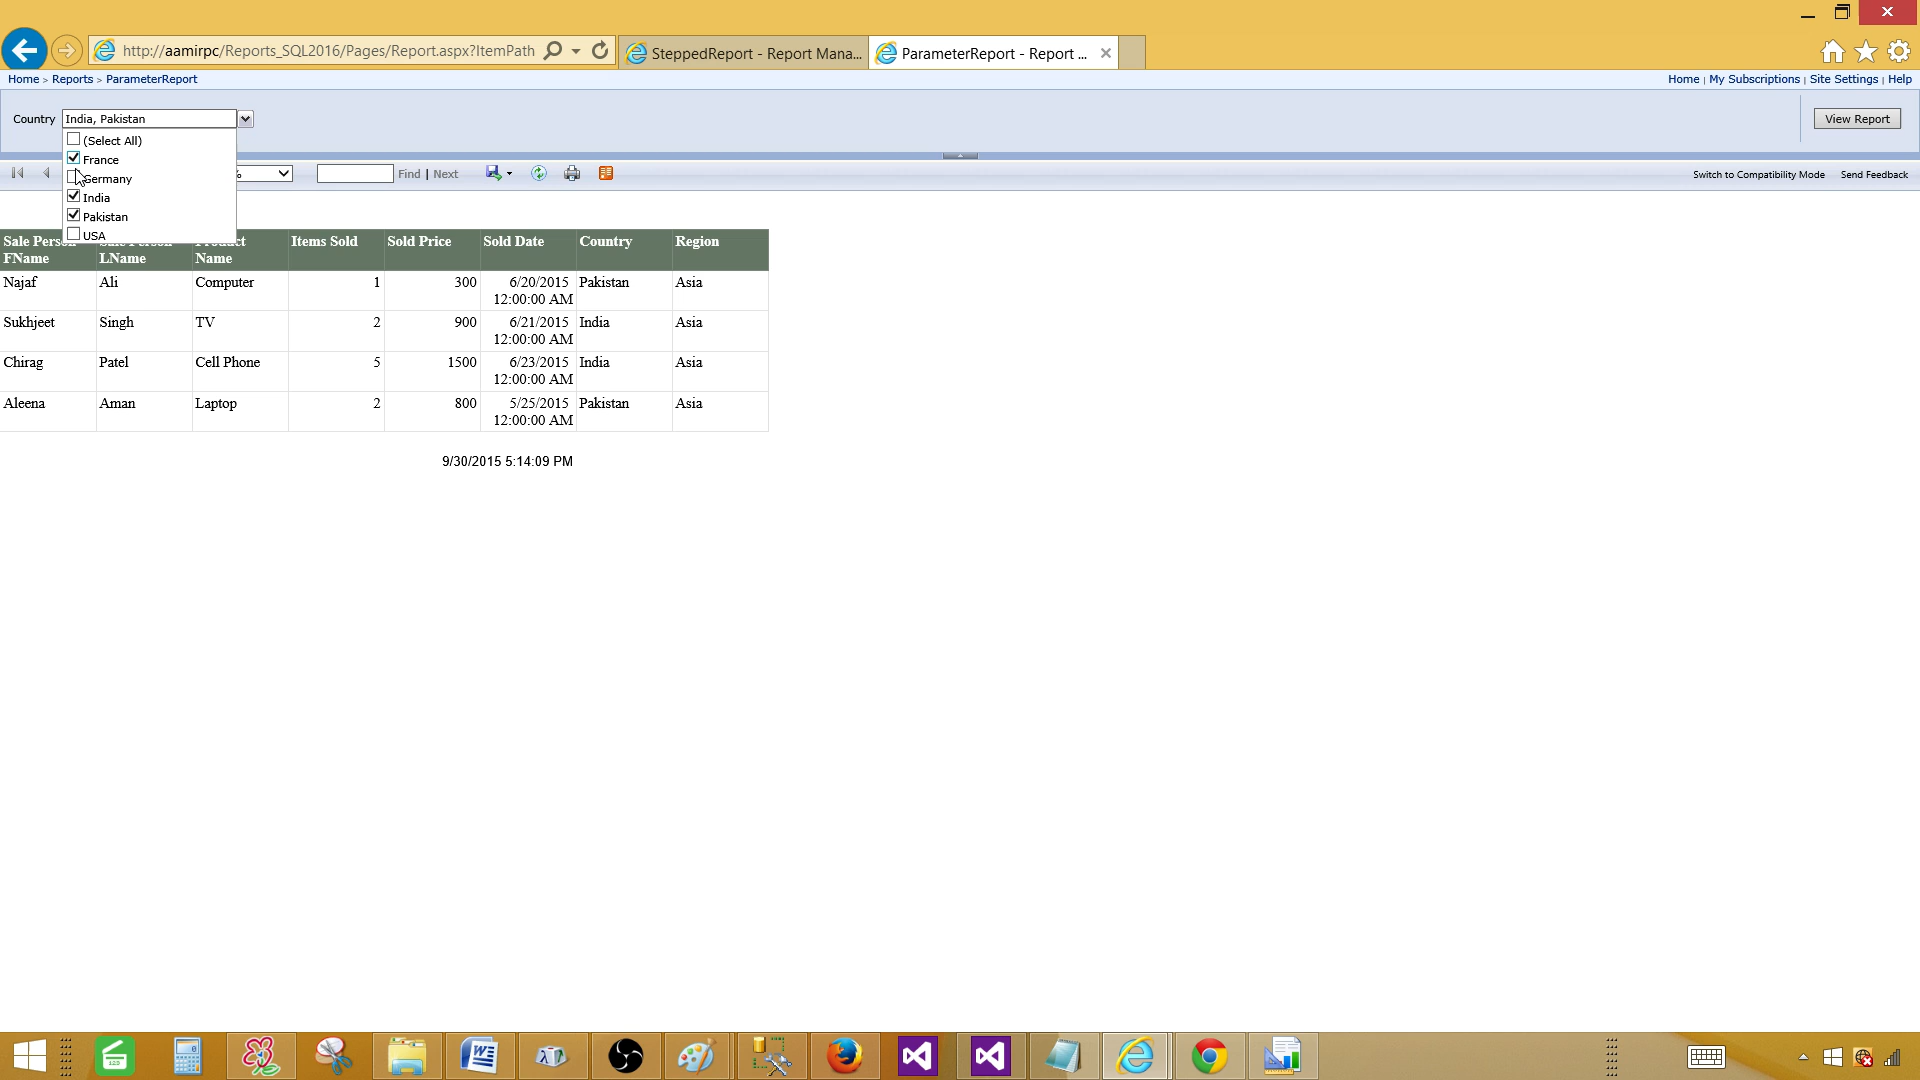 http://aamirpc/Reports_SQL2016/Pages/Report.aspx?ItemPath
SteppedReport - Report Mana...
ParameterReport - Report ...
Home > Reports > ParameterReport
Home | My Subscriptions | Site Settings | Help
Country India, Pakistan
View Report
(Select All)
France
Germany
India
Pakistan
USA
%
Find | Next
Switch to Compatibility Mode Send Feedback
Items Sold Sold Price Sold Date Country Region
FName LName Name
Najaf Ali Computer 1 300 6/20/2015 Pakistan Asia
12:00:00 AM
Sukhjeet Singh TV 2 900 6/21/2015 India Asia
12:00:00 AM
Chirag Patel Cell Phone 5 1500 6/23/2015 India Asia
12:00:00 AM
Aleena Aman Laptop 2 800 5/25/2015 Pakistan Asia
12:00:00 AM
9/30/2015 5:14:09 PM